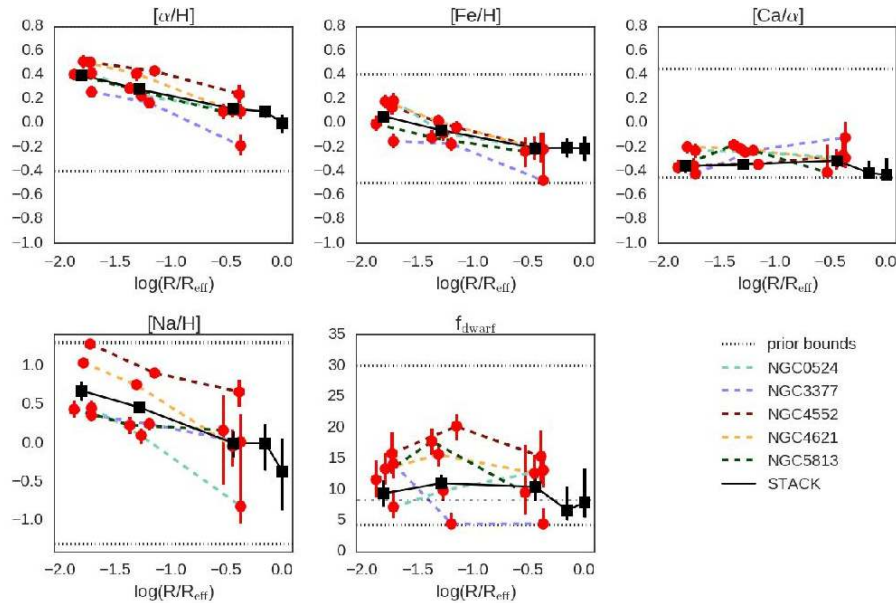 [α/H] [Fe/H] [Ca/α]
0.8 0.8 0.8
0.6 0.6 0.6
0.4 0.4 0.4
0.2 0.2 0.2
0.0 0.0 0.0
−0.2 −0.2 −0.2
−0.4 −0.4 −0.4
−0.6 −0.6 −0.6
−0.8 −0.8 −0.8
−1.0 −1.0 −1.0
−2.0 −1.5 −1.0 −0.5 0.0 −2.0 −1.5 −1.0 −0.5 0.0 −2.0 −1.5 −1.0 −0.5 0.0
log(R/Reff) log(R/Reff) log(R/Reff)
[Na/H] fdwarf
1.0 35
0.5 30
0.0 25
−0.5 20
−1.0 15
10
5
0
−2.0 −1.5 −1.0 −0.5 0.0 −2.0 −1.5 −1.0 −0.5 0.0
log(R/Reff) log(R/Reff)
prior bounds
NGC0524
NGC3377
NGC4552
NGC4621
NGC5813
STACK